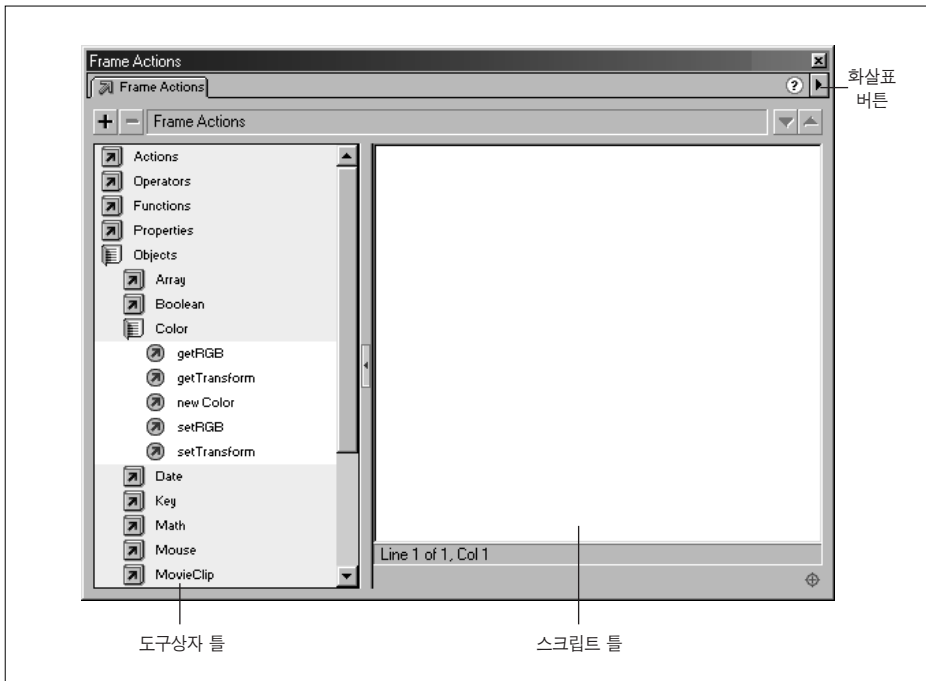 Frame Actions
Frame Actions
화살표
버튼
Frame Actions
Actions
Operators
Functions
Properties
Objects
Array
Boolean
Color
getRGB
getTransform
new Color
setRGB
setTransform
Date
Key
Math
Mouse
MovieClip
Line 1 of 1, Col 1
도구상자 틀
스크립트 틀